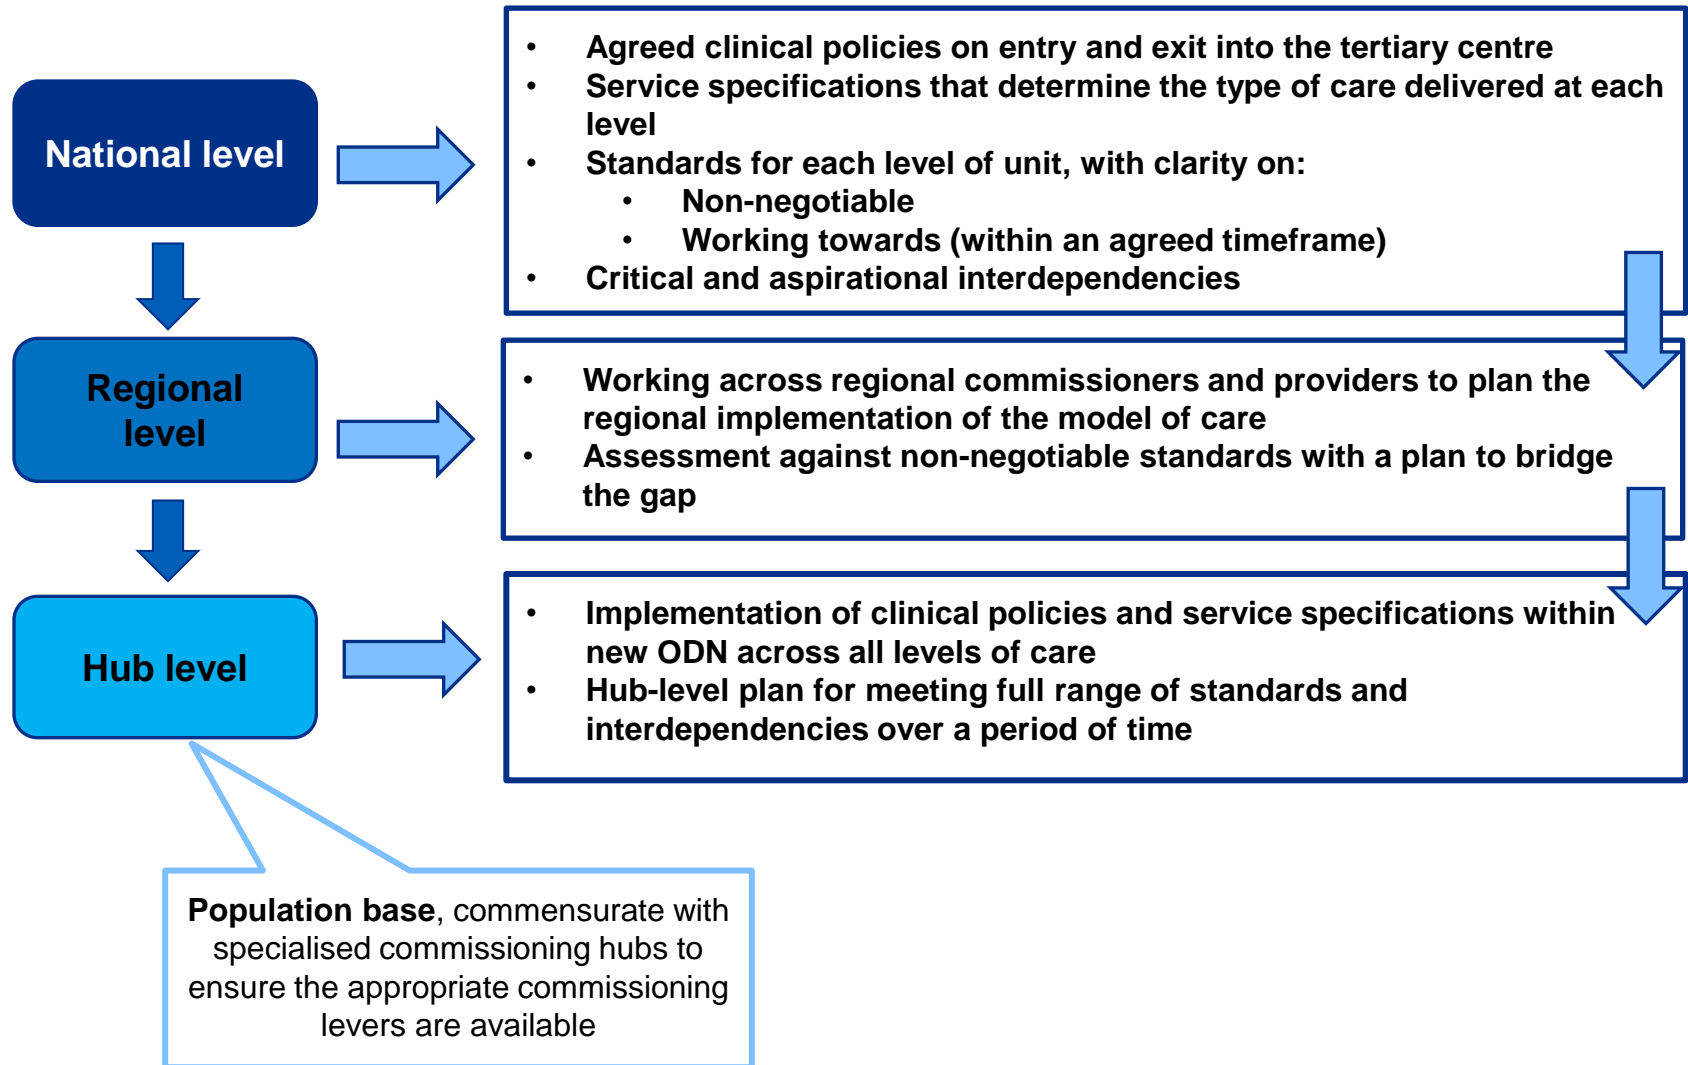 National level
• Agreed clinical policies on entry and exit into the tertiary centre
• Service specifications that determine the type of care delivered at each
level
• Standards for each level of unit, with clarity on:
• Non-negotiable
• Working towards (within an agreed timeframe)
• Critical and aspirational interdependencies
Regional
level
• Working across regional commissioners and providers to plan the
regional implementation of the model of care
• Assessment against non-negotiable standards with a plan to bridge
the gap
Hub level
• Implementation of clinical policies and service specifications within
new ODN across all levels of care
• Hub-level plan for meeting full range of standards and
interdependencies over a period of time
Population base, commensurate with
specialised commissioning hubs to
ensure the appropriate commissioning
levers are available